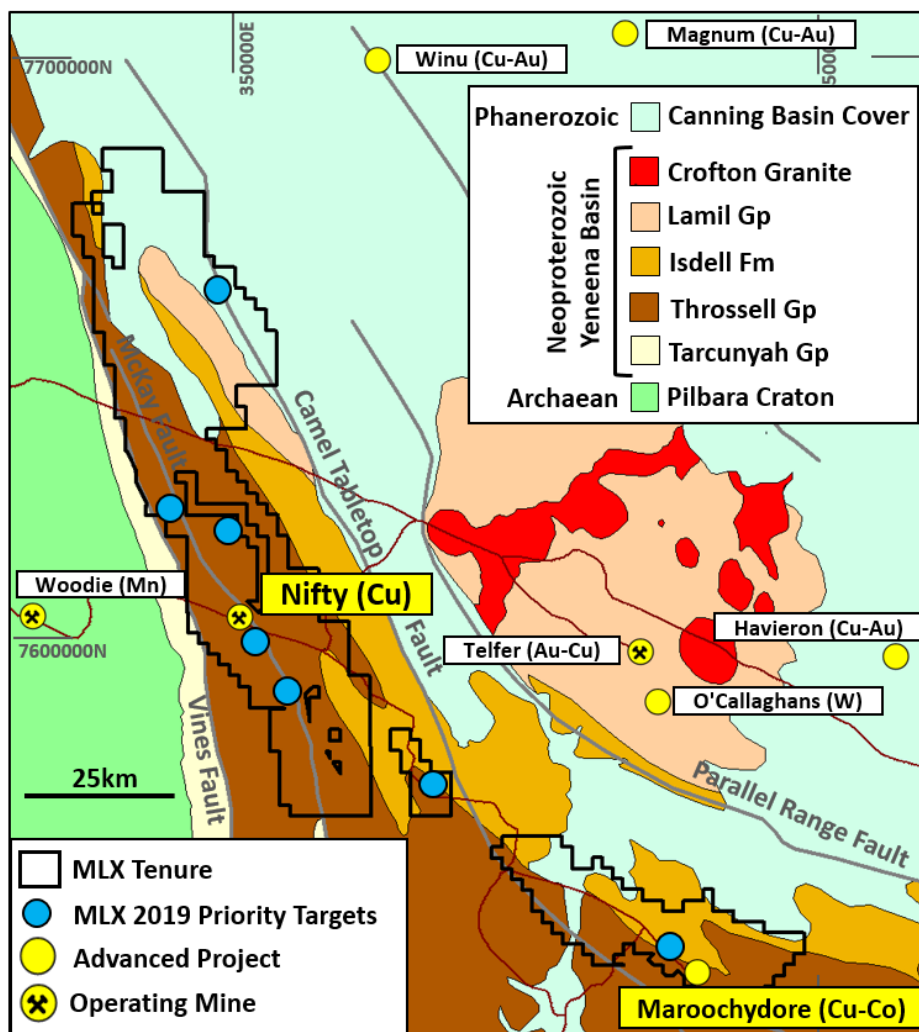 Magnum (Cu-Au)
7700000N
350000E
Winu (Cu-Au)
50000
Phanerozoic
Canning Basin Cover
Neoproterozoic
Yeneena Basin
Crofton Granite
Lamil Gp
Isdell Fm
Throssell Gp
Tarcunyah Gp
Archaean
Pilbara Craton
McKay Fault
Camel Tabletop
Fault
Woodie (Mn)
Nifty (Cu)
7600000N
Telfer (Au-Cu)
Havieron (Cu-Au)
O'Callaghans (W)
Vines Fault
Parallel Range Fault
25km
MLX Tenure
MLX 2019 Priority Targets
Advanced Project
Operating Mine
Maroochydore (Cu-Co)